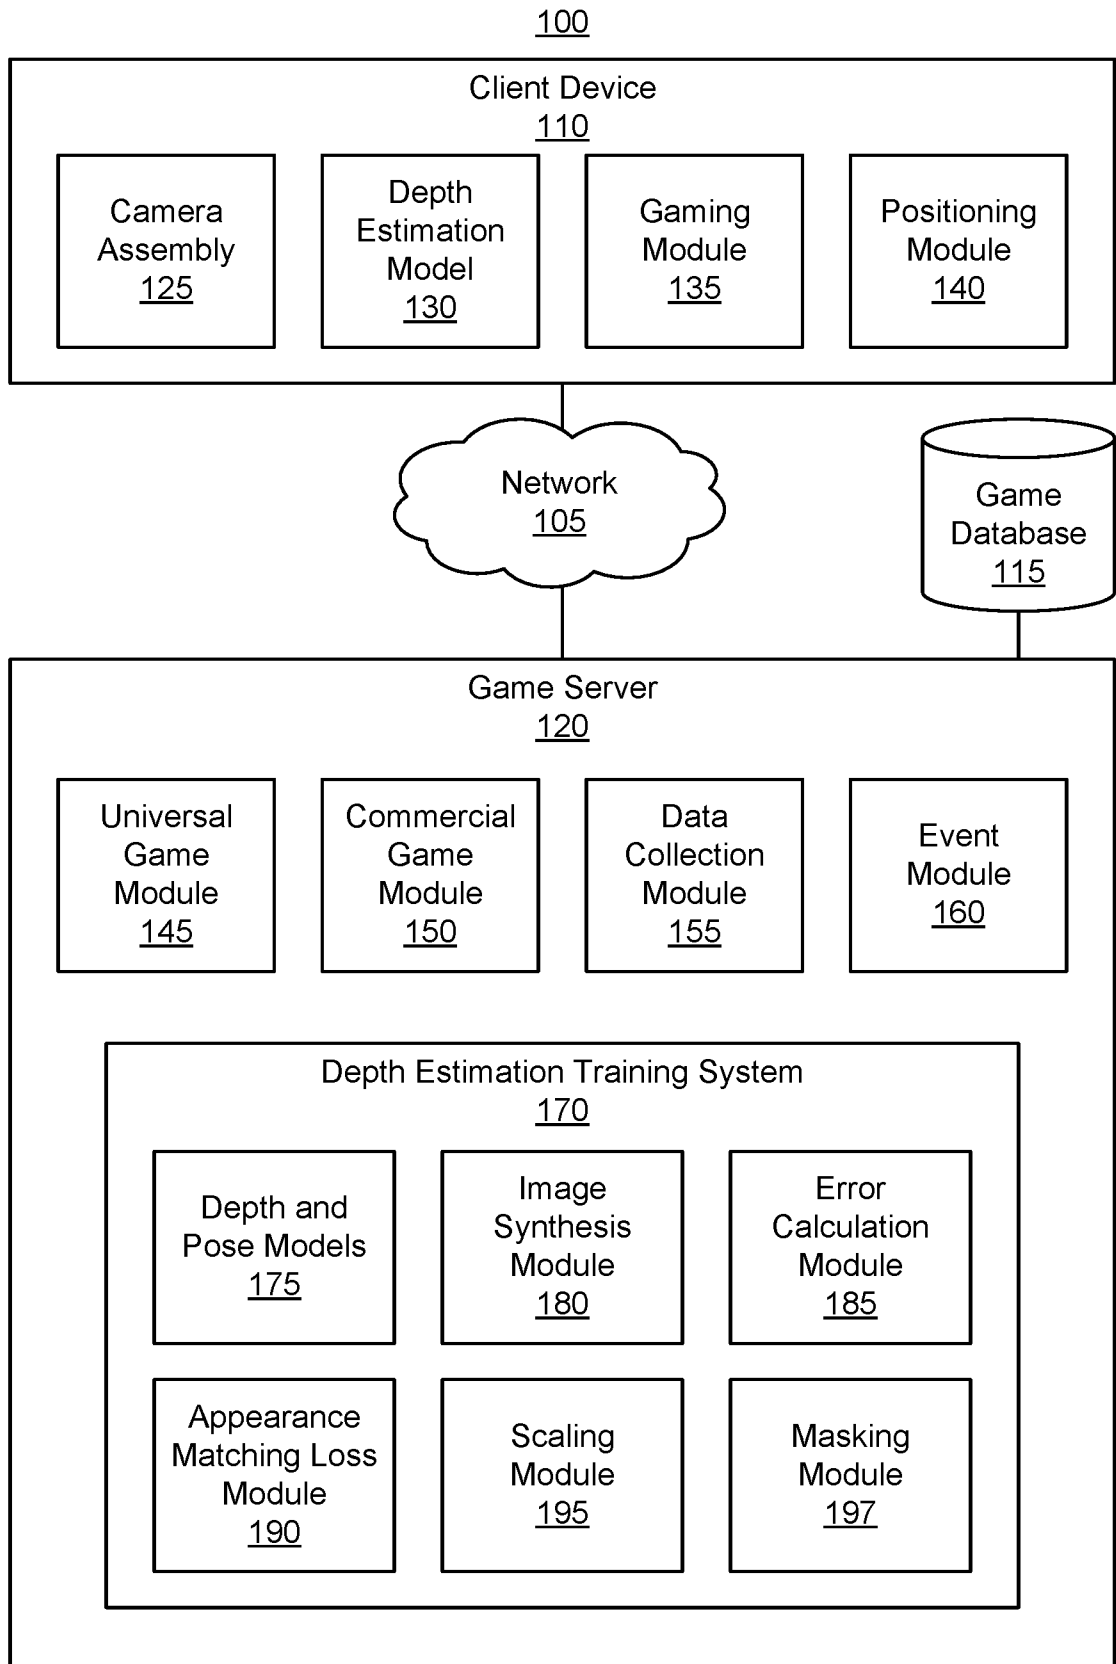 100
Client Device
110
Camera
Assembly
125
Depth
Estimation
Model
130
Gaming
Module
135
Positioning
Module
140
Network
105
Game
Database
115
Game Server
120
Universal
Game
Module
145
Commercial
Game
Module
150
Data
Collection
Module
155
Event
Module
160
Depth Estimation Training System
170
Depth and
Pose Models
175
Image
Synthesis
Module
180
Error
Calculation
Module
185
Appearance
Matching Loss
Module
190
Scaling
Module
195
Masking
Module
197